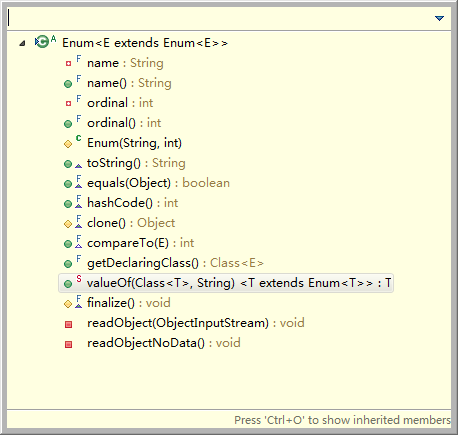 Enum<E extends Enum<E>>
name : String
name() : String
ordinal : int
ordinal() : int
Enum(String, int)
toString() : String
equals(Object) : boolean
hashCode() : int
clone() : Object
compareTo(E) : int
getDeclaringClass() : Class<E>
valueOf(Class<T>, String) <T extends Enum<T>> : T
finalize() : void
readObject(ObjectInputStream) : void
readObjectNoData() : void
Press 'Ctrl+O' to show inherited members